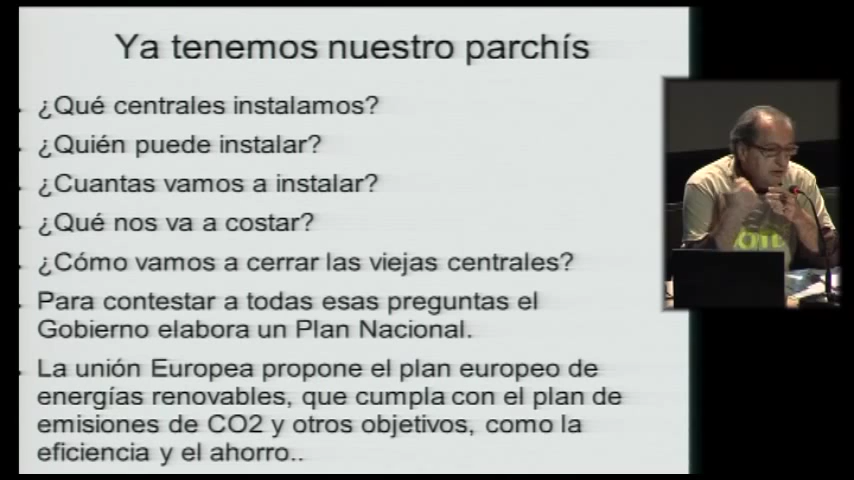 Ya tenemos nuestro parchís
¿Qué centrales instalamos?
¿Quién puede instalar?
¿Cuantas vamos a instalar?
¿Qué nos va a costar?
¿Cómo vamos a cerrar las viejas centrales?
Para contestar a todas esas preguntas el
Gobierno elabora un Plan Nacional.
La unión Europea propone el plan europeo de
energías renovables, que cumpla con el plan de
emisiones de CO2 y otros objetivos, como la
eficiencia y el ahorro..